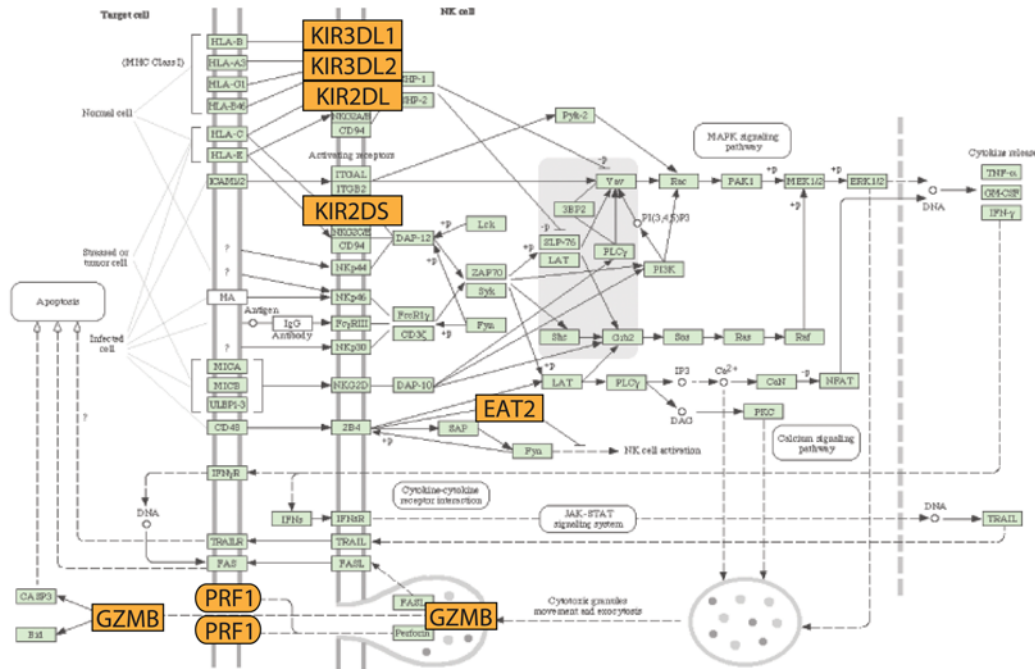 Target cell
NK cell
HLA-B
KIR3DL1
(MHC Class I)
HLA-A3
KIR3DL2
HLA-G1
SHP-1
HLA-B46
KIR2DL
SHP-2
Normal cell
NKG2A/B
Pyk-2
HLA-C
CD94
MAPK signaling
pathway
HLA-E
Activating receptors
Cytokine release
ITGAL
-p
+p
+p
TNF-α
ICAM1/2
ITGB2
Vav
Rac
PAK1
MEK1/2
ERK1/2
GM-CSF
DNA
KIR2DS
3BP2
PI(3,4,5)P3
IFN-γ
+p
Lck
-p
+p
?
CD94
DAP-12
SLP-76
PLCγ
Stressed or
tumor cell
NKp44
+p
+p
LAT
PI3K
?
ZAP70
Apoptosis
HA
NKp46
Syk
Antigen
FcεR1γ
IgG
FcγRIII
Fyn
Antibody
CD3ζ
+p
Shc
Grb2
Sos
Ras
Raf
Infected
cell
?
NKp30
MICA
+p
IP3
Ca²⁺
-p
MICB
NKG2D
DAP-10
LAT
PLCγ
CaN
NFAT
ULBP1-3
EAT2
DAG
PKC
?
CD48
2B4
SAP
Calcium signaling
pathway
+p
Fyn
NK cell activation
IFNγR
Cytokine-cytokine
receptor interaction
DNA
JAK-STAT
signaling system
DNA
IFNs
IFNαR
TRAIL
TRAILR
TRAIL
FAS
FASL
CASP3
PRF1
FASL
Cytotoxic granules
movement and exocytosis
GZMB
GZMB
Bid
PRF1
Perforin